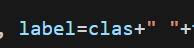 , label=clas+" "+